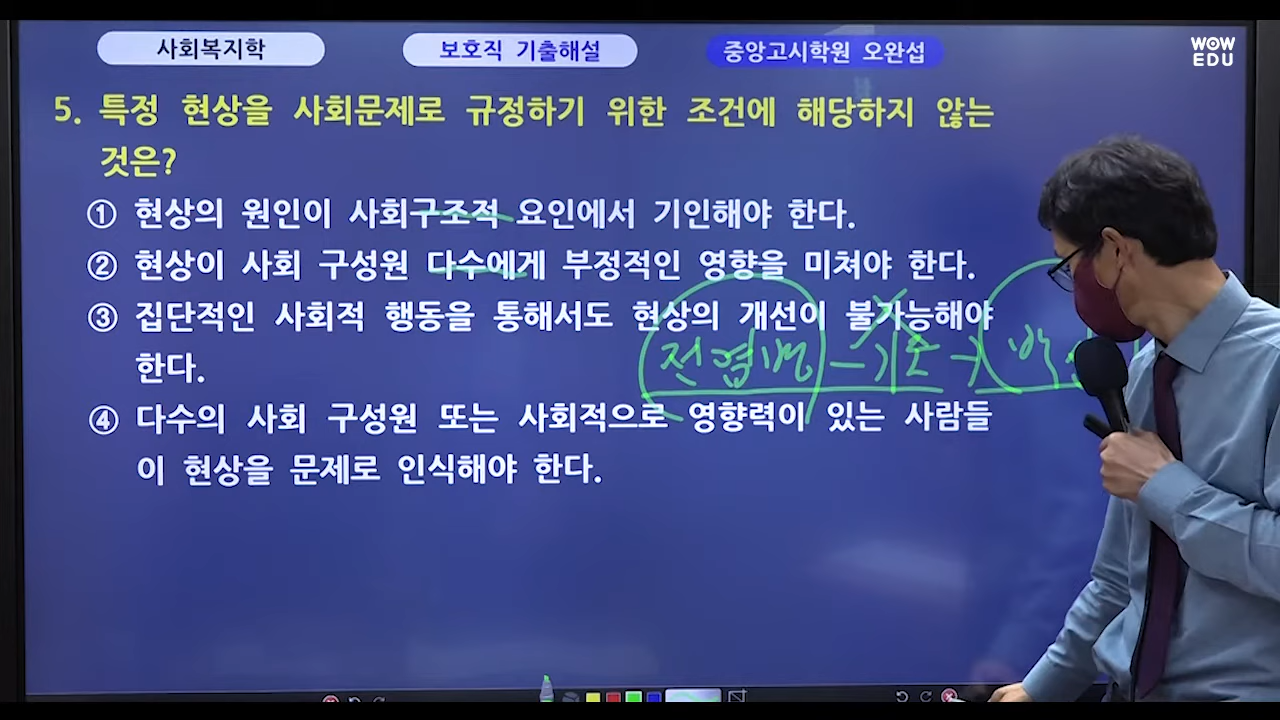 사회복지학
보호직 기출해설
중앙고시학원 오완섭
WOW
EDU
5. 특정 현상을 사회문제로 규정하기 위한 조건에 해당하지 않는
것은?
① 현상의 원인이 사회구조적 요인에서 기인해야 한다.
② 현상이 사회 구성원 다수에게 부정적인 영향을 미쳐야 한다.
③ 집단적인 사회적 행동을 통해서도 현상의 개선이 불가능해야
한다.
전염병
④ 다수의 사회 구성원 또는 사회적으로 영향력이 있는 사람들
이 현상을 문제로 인식해야 한다.